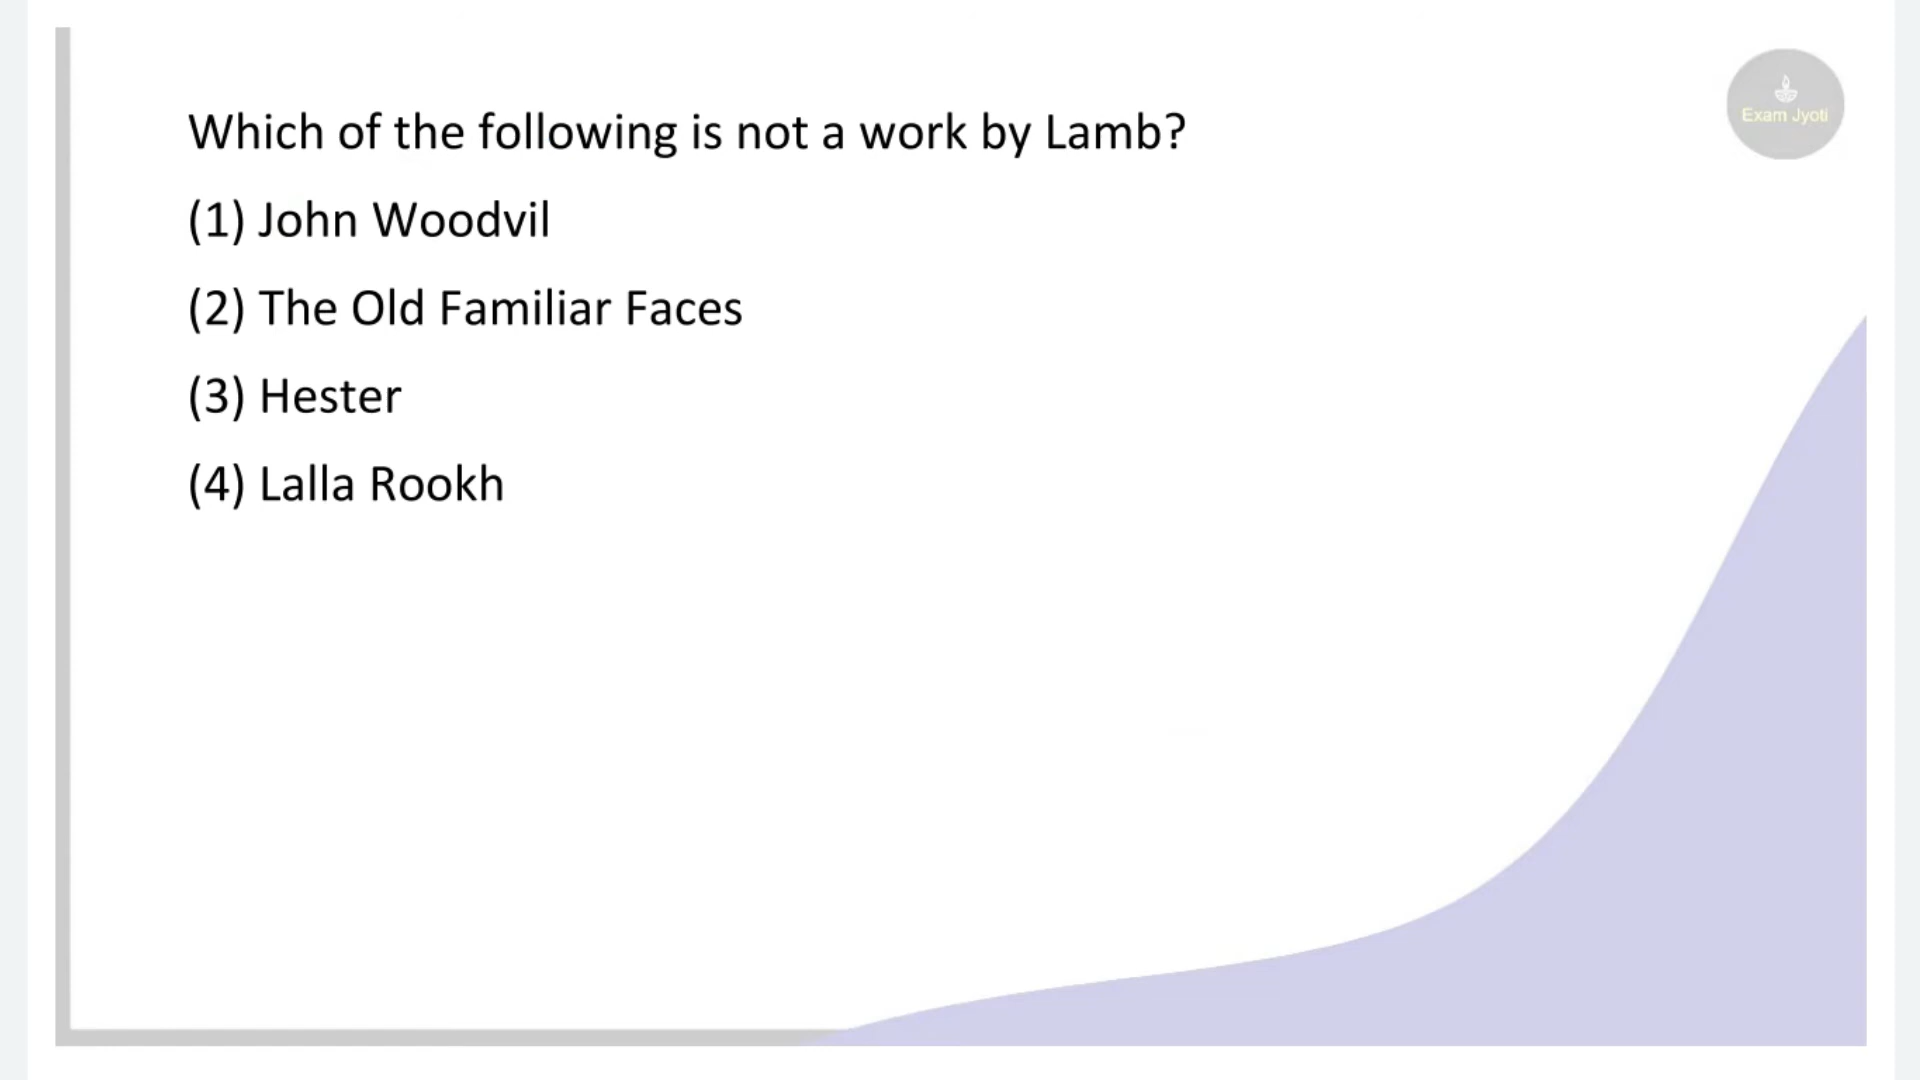 Exam Jyoti
Which of the following is not a work by Lamb?
(1) John Woodvil
(2) The Old Familiar Faces
(3) Hester
(4) Lalla Rookh